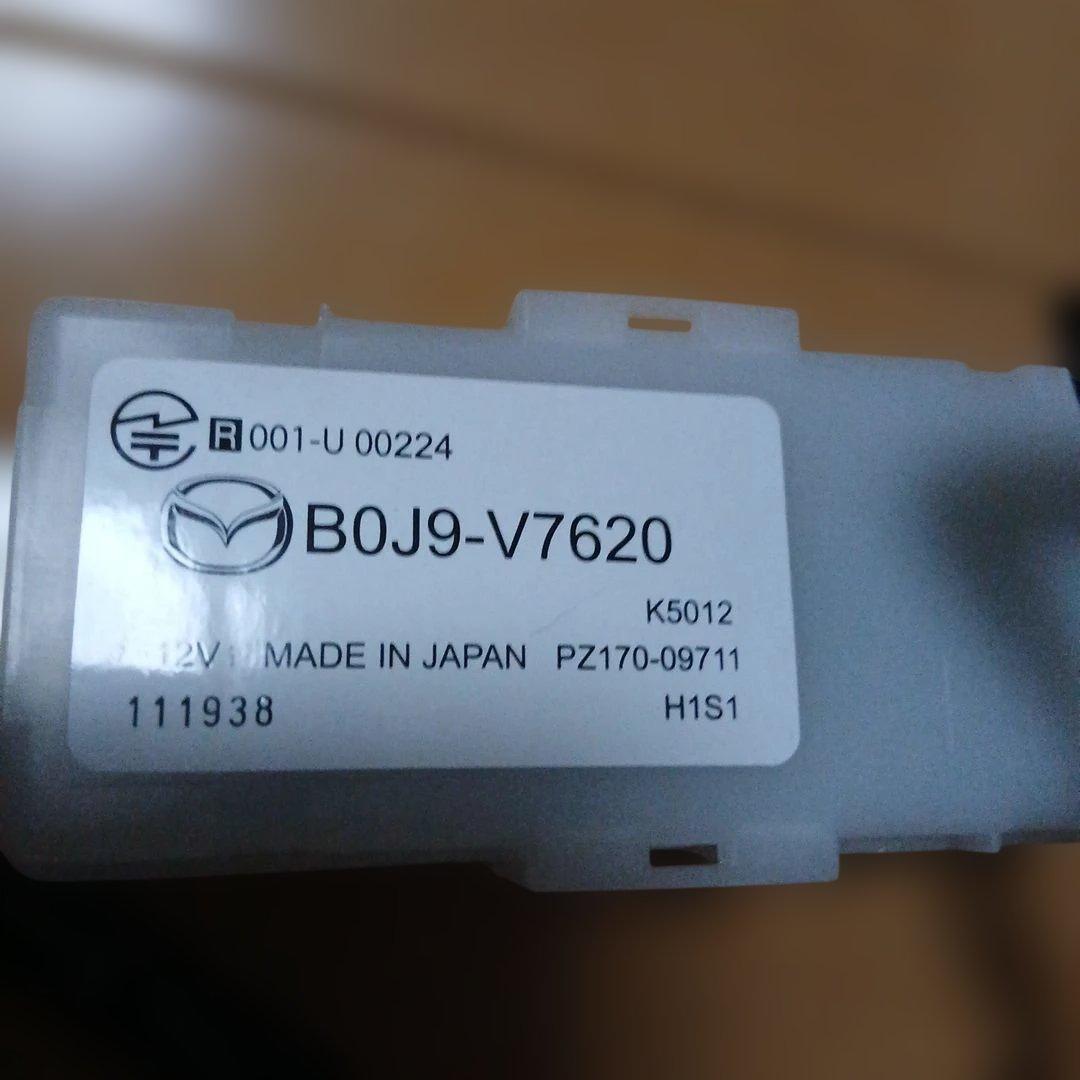 R 001-U 00224
B0J9-V7620
K5012
12V MADE IN JAPAN PZ170-09711
111938 H1S1